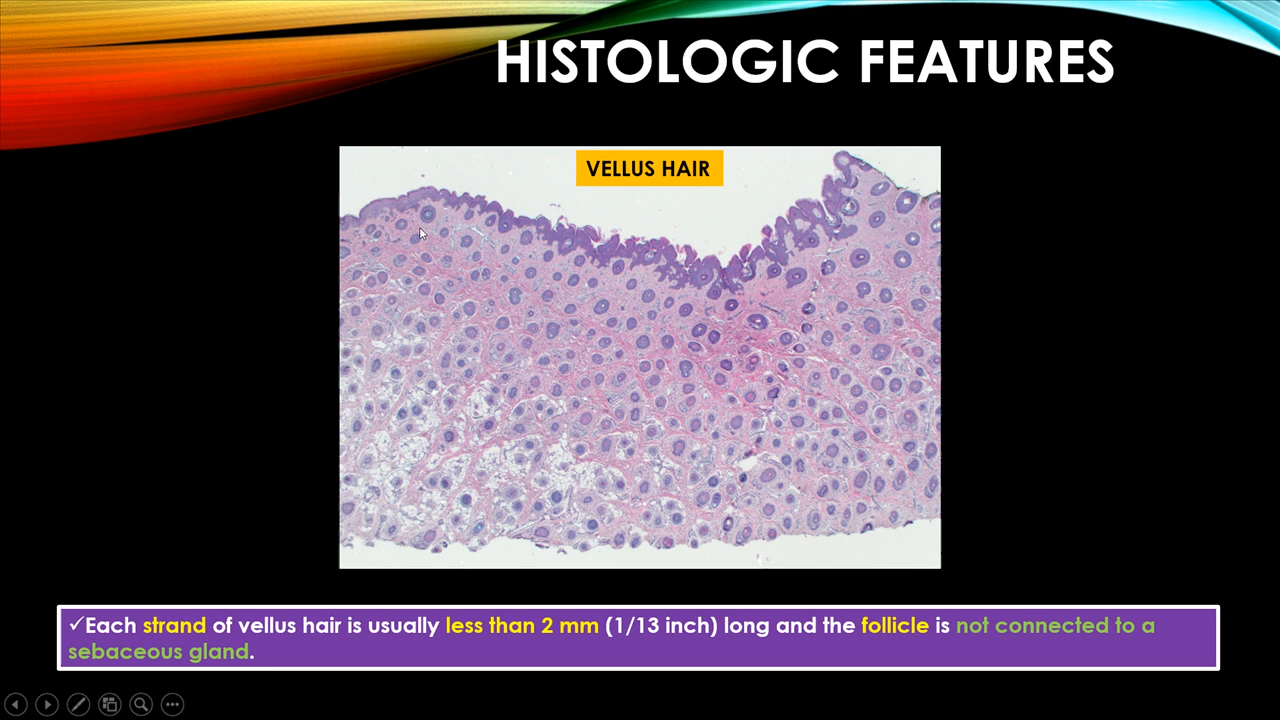 HISTOLOGIC FEATURES
VELLUS HAIR
✓Each strand of vellus hair is usually less than 2 mm (1/13 inch) long and the follicle is not connected to a
sebaceous gland.